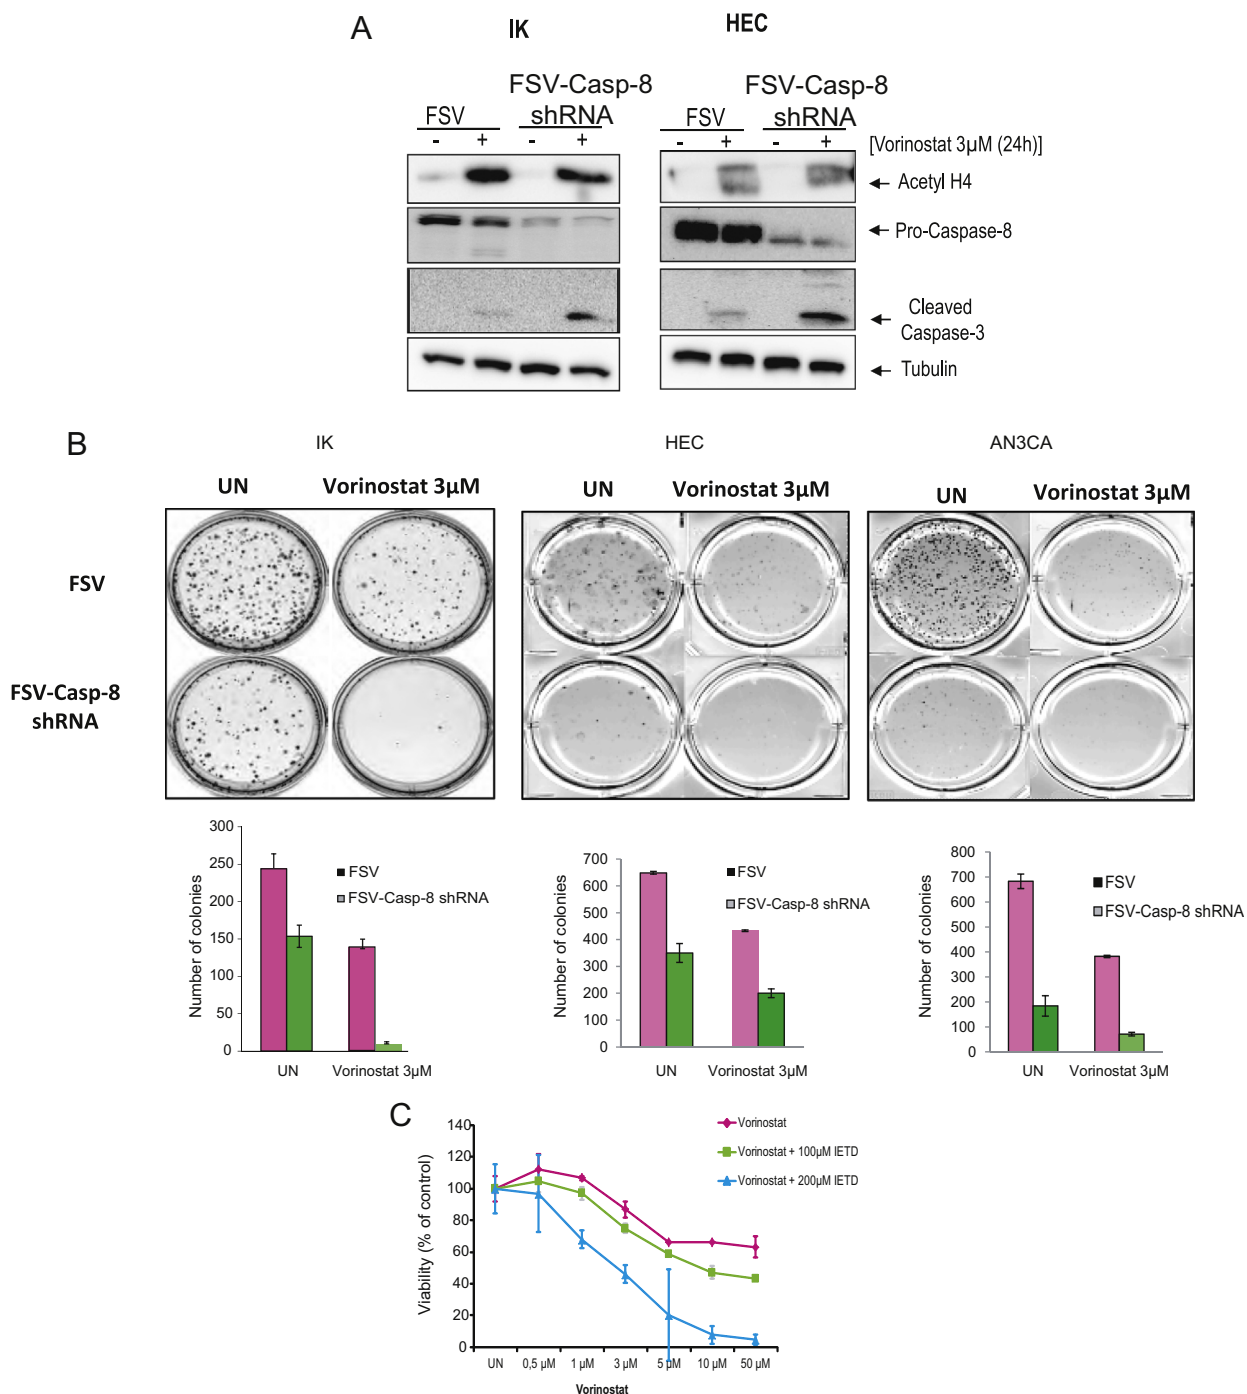 A
IK
HEC
FSV
FSV-Casp-8
shRNA
FSV
FSV-Casp-8
shRNA
- + - +
- + - +
[Vorinostat 3µM (24h)]
Acetyl H4
Pro-Caspase-8
Cleaved
Caspase-3
Tubulin
B
IK
HEC
AN3CA
UN
Vorinostat 3µM
UN
Vorinostat 3µM
UN
Vorinostat 3µM
FSV
FSV-Casp-8
shRNA
Number of colonies
300
250
200
150
100
50
0
FSV
FSV-Casp-8 shRNA
UN
Vorinostat 3µM
Number of colonies
700
600
500
400
300
200
100
0
FSV
FSV-Casp-8 shRNA
UN
Vorinostat 3µM
Number of colonies
800
700
600
500
400
300
200
100
0
FSV
FSV-Casp-8 shRNA
UN
Vorinostat 3µM
C
Viability (% of control)
140
120
100
80
60
40
20
0
Vorinostat
Vorinostat + 100µM IETD
Vorinostat + 200µM IETD
UN
0,5 µM
1 µM
3 µM
5 µM
10 µM
50 µM
Vorinostat